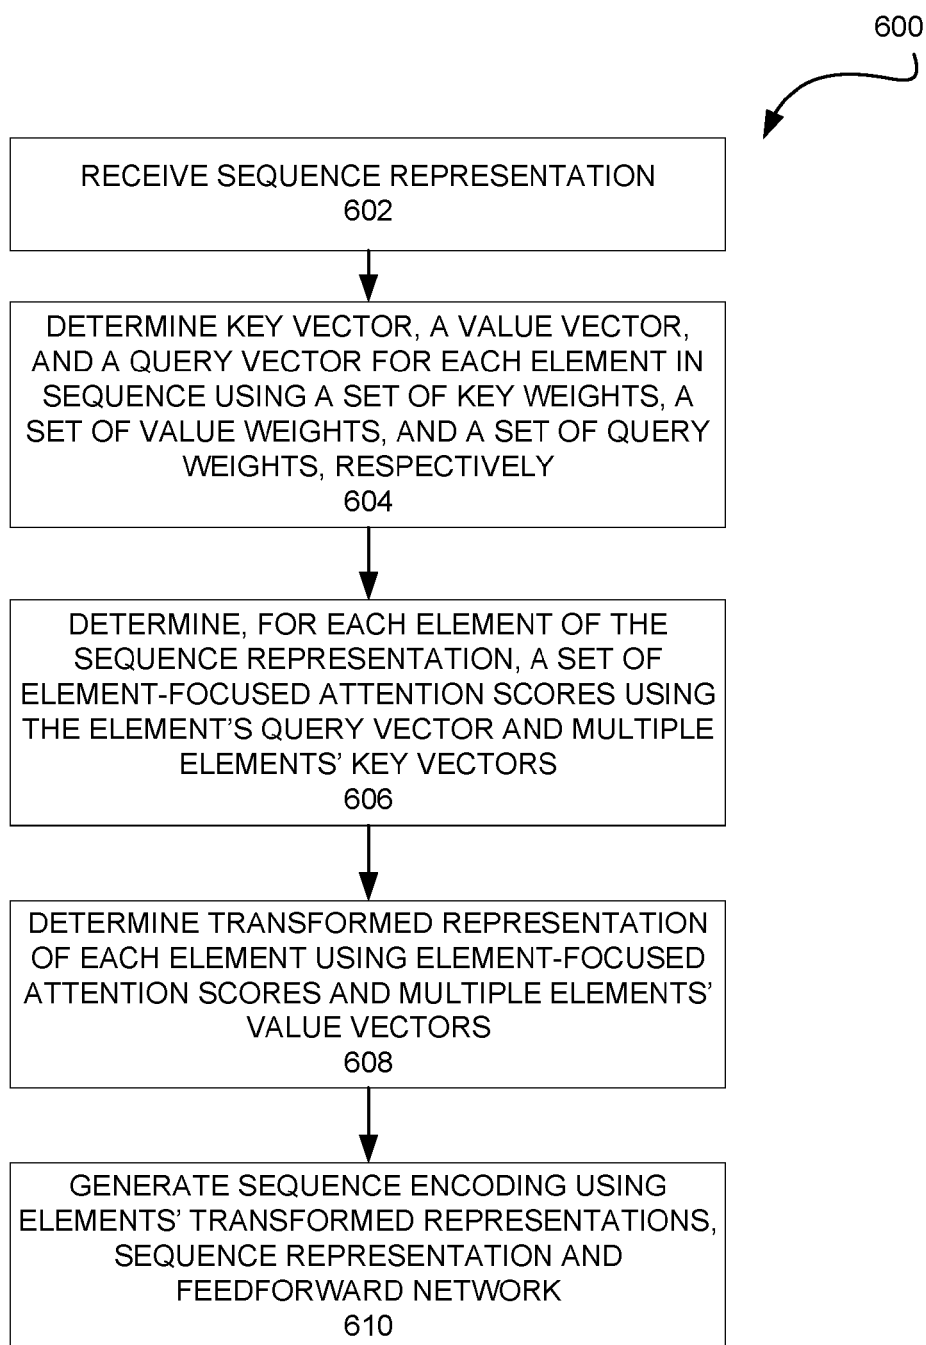 600
RECEIVE SEQUENCE REPRESENTATION
602
DETERMINE KEY VECTOR, A VALUE VECTOR,
AND A QUERY VECTOR FOR EACH ELEMENT IN
SEQUENCE USING A SET OF KEY WEIGHTS, A
SET OF VALUE WEIGHTS, AND A SET OF QUERY
WEIGHTS, RESPECTIVELY
604
DETERMINE, FOR EACH ELEMENT OF THE
SEQUENCE REPRESENTATION, A SET OF
ELEMENT-FOCUSED ATTENTION SCORES USING
THE ELEMENT’S QUERY VECTOR AND MULTIPLE
ELEMENTS’ KEY VECTORS
606
DETERMINE TRANSFORMED REPRESENTATION
OF EACH ELEMENT USING ELEMENT-FOCUSED
ATTENTION SCORES AND MULTIPLE ELEMENTS’
VALUE VECTORS
608
GENERATE SEQUENCE ENCODING USING
ELEMENTS’ TRANSFORMED REPRESENTATIONS,
SEQUENCE REPRESENTATION AND
FEEDFORWARD NETWORK
610